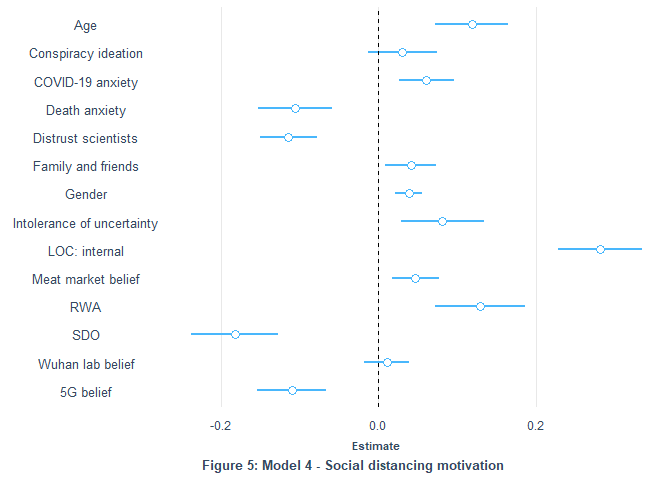 Age
Conspiracy ideation
COVID-19 anxiety
Death anxiety
Distrust scientists
Family and friends
Gender
Intolerance of uncertainty
LOC: internal
Meat market belief
RWA
SDO
Wuhan lab belief
5G belief
-0.2 0.0 0.2
Estimate
Figure 5: Model 4 - Social distancing motivation